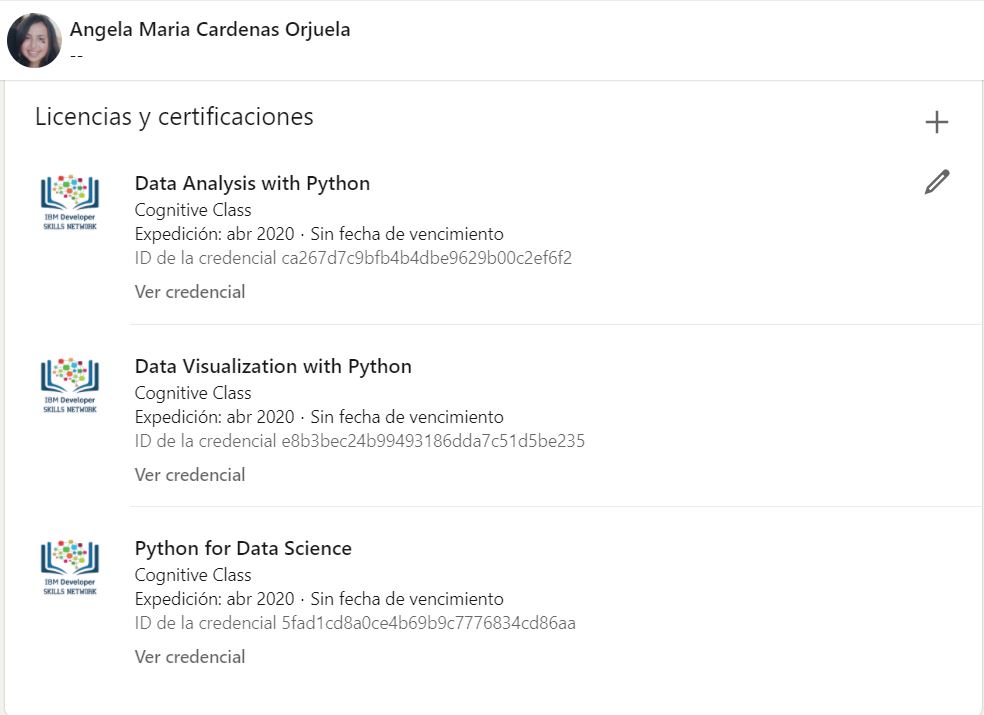 Angela Maria Cardenas Orjuela
--
Licencias y certificaciones
IBM Developer
SKILLS NETWORK
Data Analysis with Python
Cognitive Class
Expedición: abr 2020 · Sin fecha de vencimiento
ID de la credencial ca267d7c9bfb4b4dbe9629b00c2ef6f2
Ver credencial
IBM Developer
SKILLS NETWORK
Data Visualization with Python
Cognitive Class
Expedición: abr 2020 · Sin fecha de vencimiento
ID de la credencial e8b3bec24b99493186dda7c51d5be235
Ver credencial
IBM Developer
SKILLS NETWORK
Python for Data Science
Cognitive Class
Expedición: abr 2020 · Sin fecha de vencimiento
ID de la credencial 5fad1cd8a0ce4b69b9c7776834cd86aa
Ver credencial